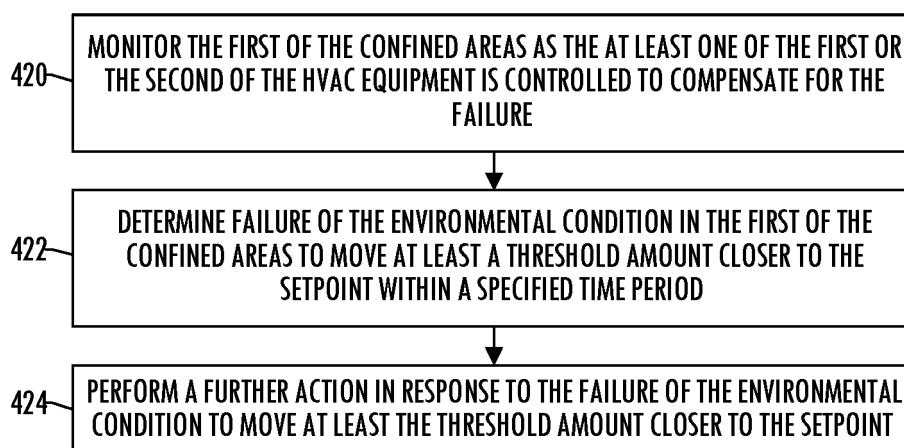 420
MONITOR THE FIRST OF THE CONFINED AREAS AS THE AT LEAST ONE OF THE FIRST OR
THE SECOND OF THE HVAC EQUIPMENT IS CONTROLLED TO COMPENSATE FOR THE
FAILURE
422
DETERMINE FAILURE OF THE ENVIRONMENTAL CONDITION IN THE FIRST OF THE
CONFINED AREAS TO MOVE AT LEAST A THRESHOLD AMOUNT CLOSER TO THE
SETPOINT WITHIN A SPECIFIED TIME PERIOD
424
PERFORM A FURTHER ACTION IN RESPONSE TO THE FAILURE OF THE ENVIRONMENTAL
CONDITION TO MOVE AT LEAST THE THRESHOLD AMOUNT CLOSER TO THE SETPOINT